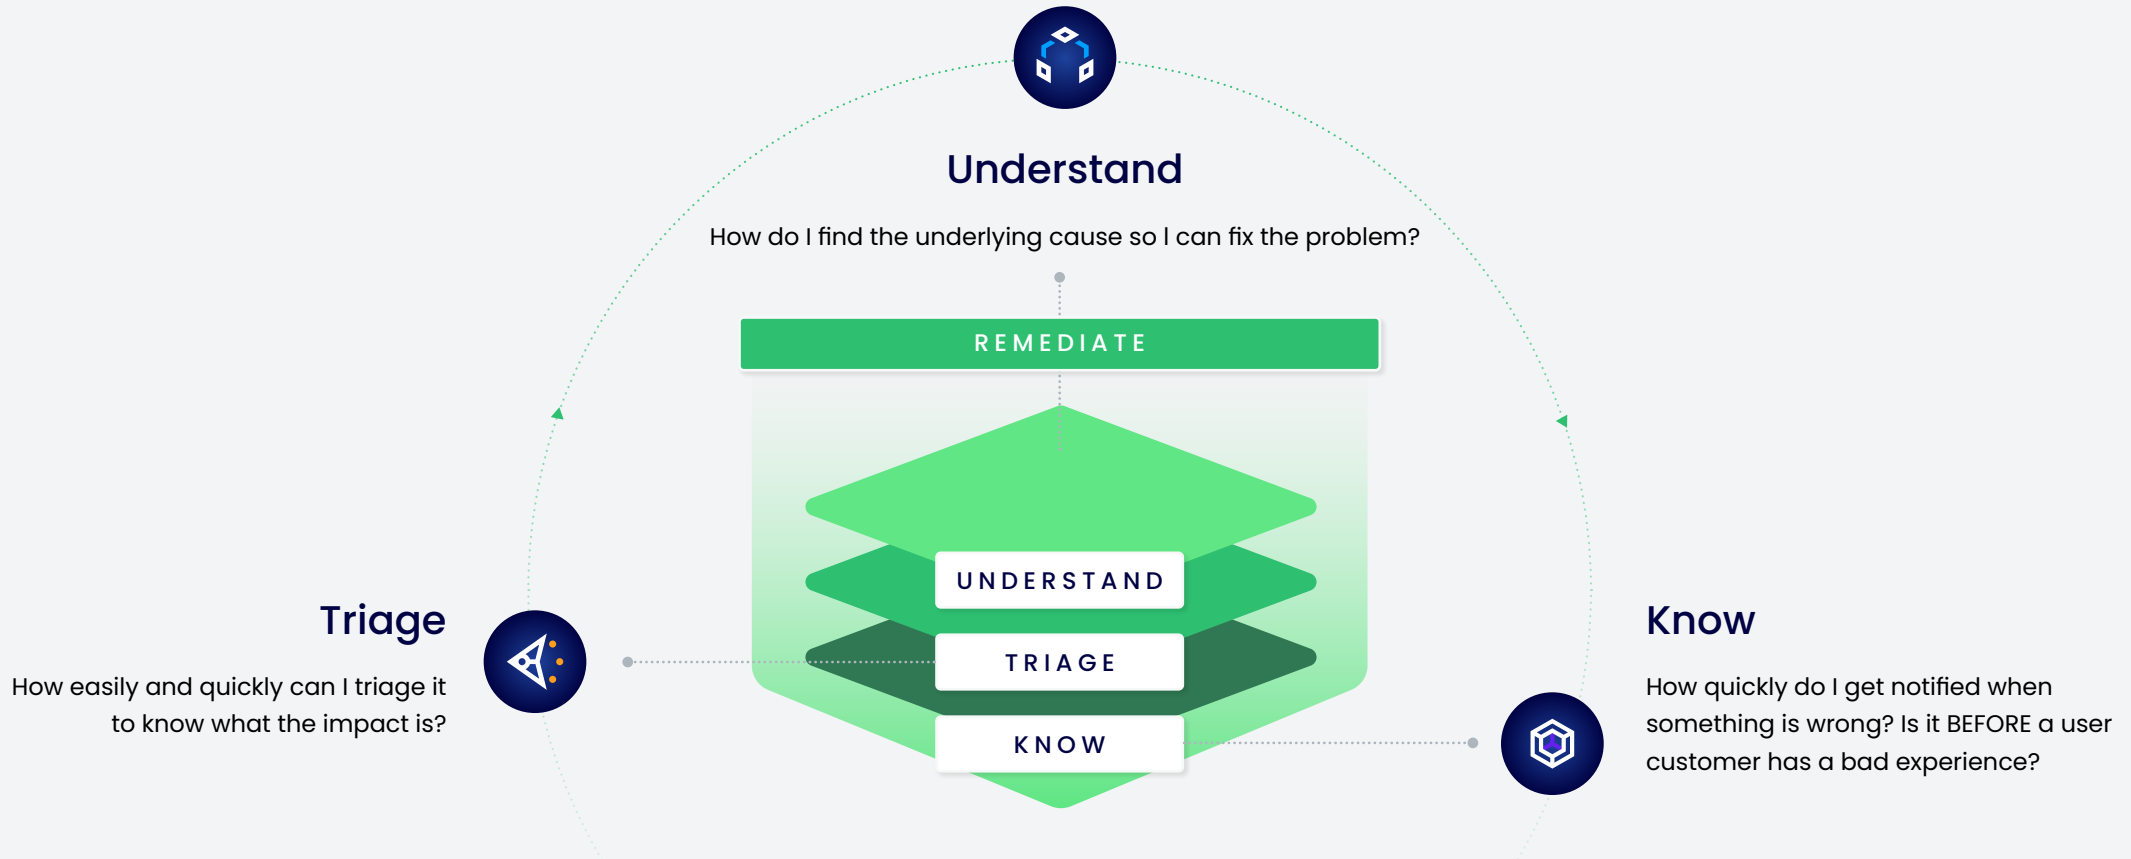 Understand
How do I find the underlying cause so I can fix the problem?
REMEDIATE
UNDERSTAND
TRIAGE
KNOW
Triage
How easily and quickly can I triage it
to know what the impact is?
Know
How quickly do I get notified when
something is wrong? Is it BEFORE a user
customer has a bad experience?